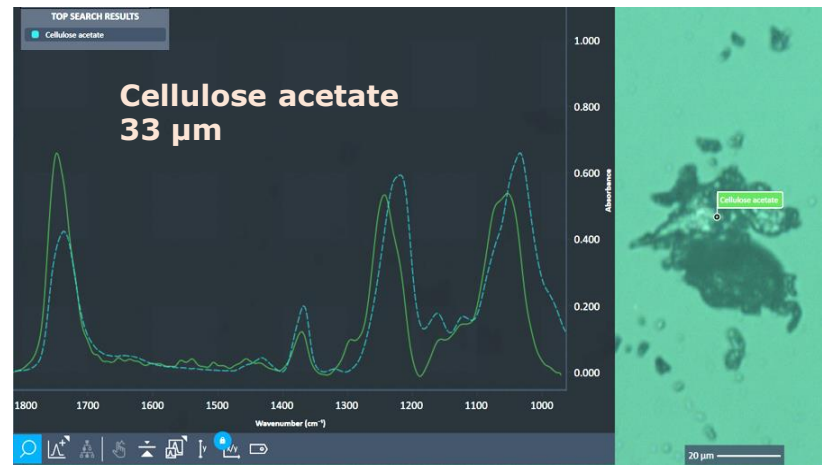 TOP SEARCH RESULTS
Cellulose acetate
Cellulose acetate
33 µm
1.000
0.800
0.600
0.400
0.200
0.000
Absorbance
1800 1700 1600 1500 1400 1300 1200 1100 1000
Wavenumber (cm⁻¹)
Y
x/y
Cellulose acetate
20 µm